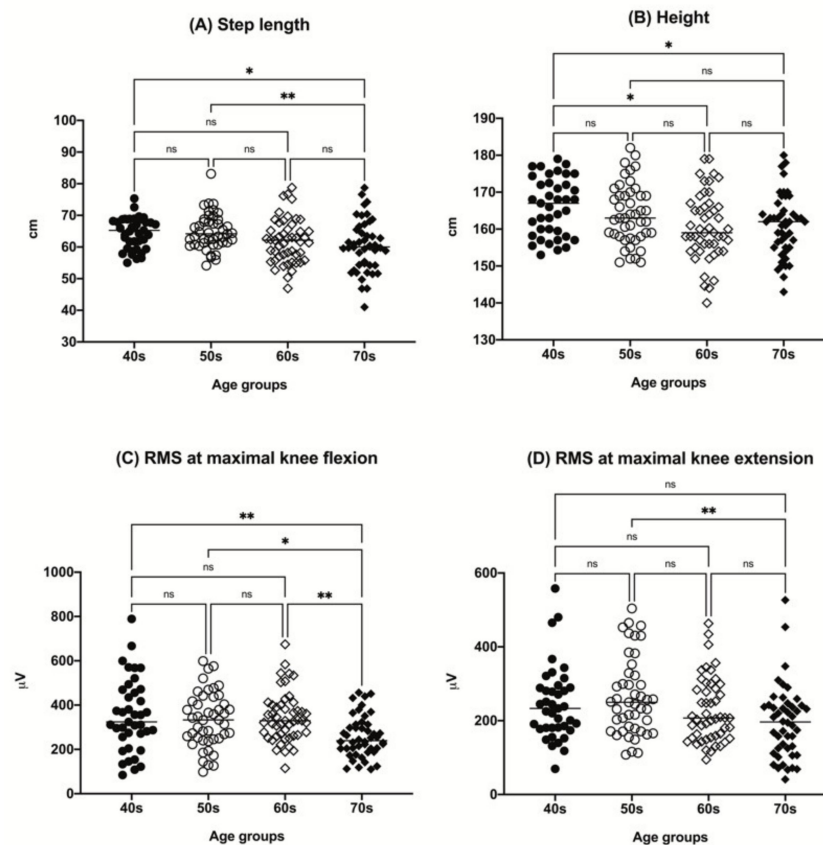 (A) Step length
*
**
ns
ns
ns
ns
100
90
80
70
60
50
40
30
cm
40s
50s
60s
70s
Age groups
(B) Height
*
ns
*
ns
ns
ns
190
180
170
160
150
140
130
cm
40s
50s
60s
70s
Age groups
(C) RMS at maximal knee flexion
**
*
ns
ns
ns
**
1000
800
600
400
200
0
μV
40s
50s
60s
70s
Age groups
(D) RMS at maximal knee extension
ns
**
ns
ns
ns
ns
600
400
200
0
μV
40s
50s
60s
70s
Age groups